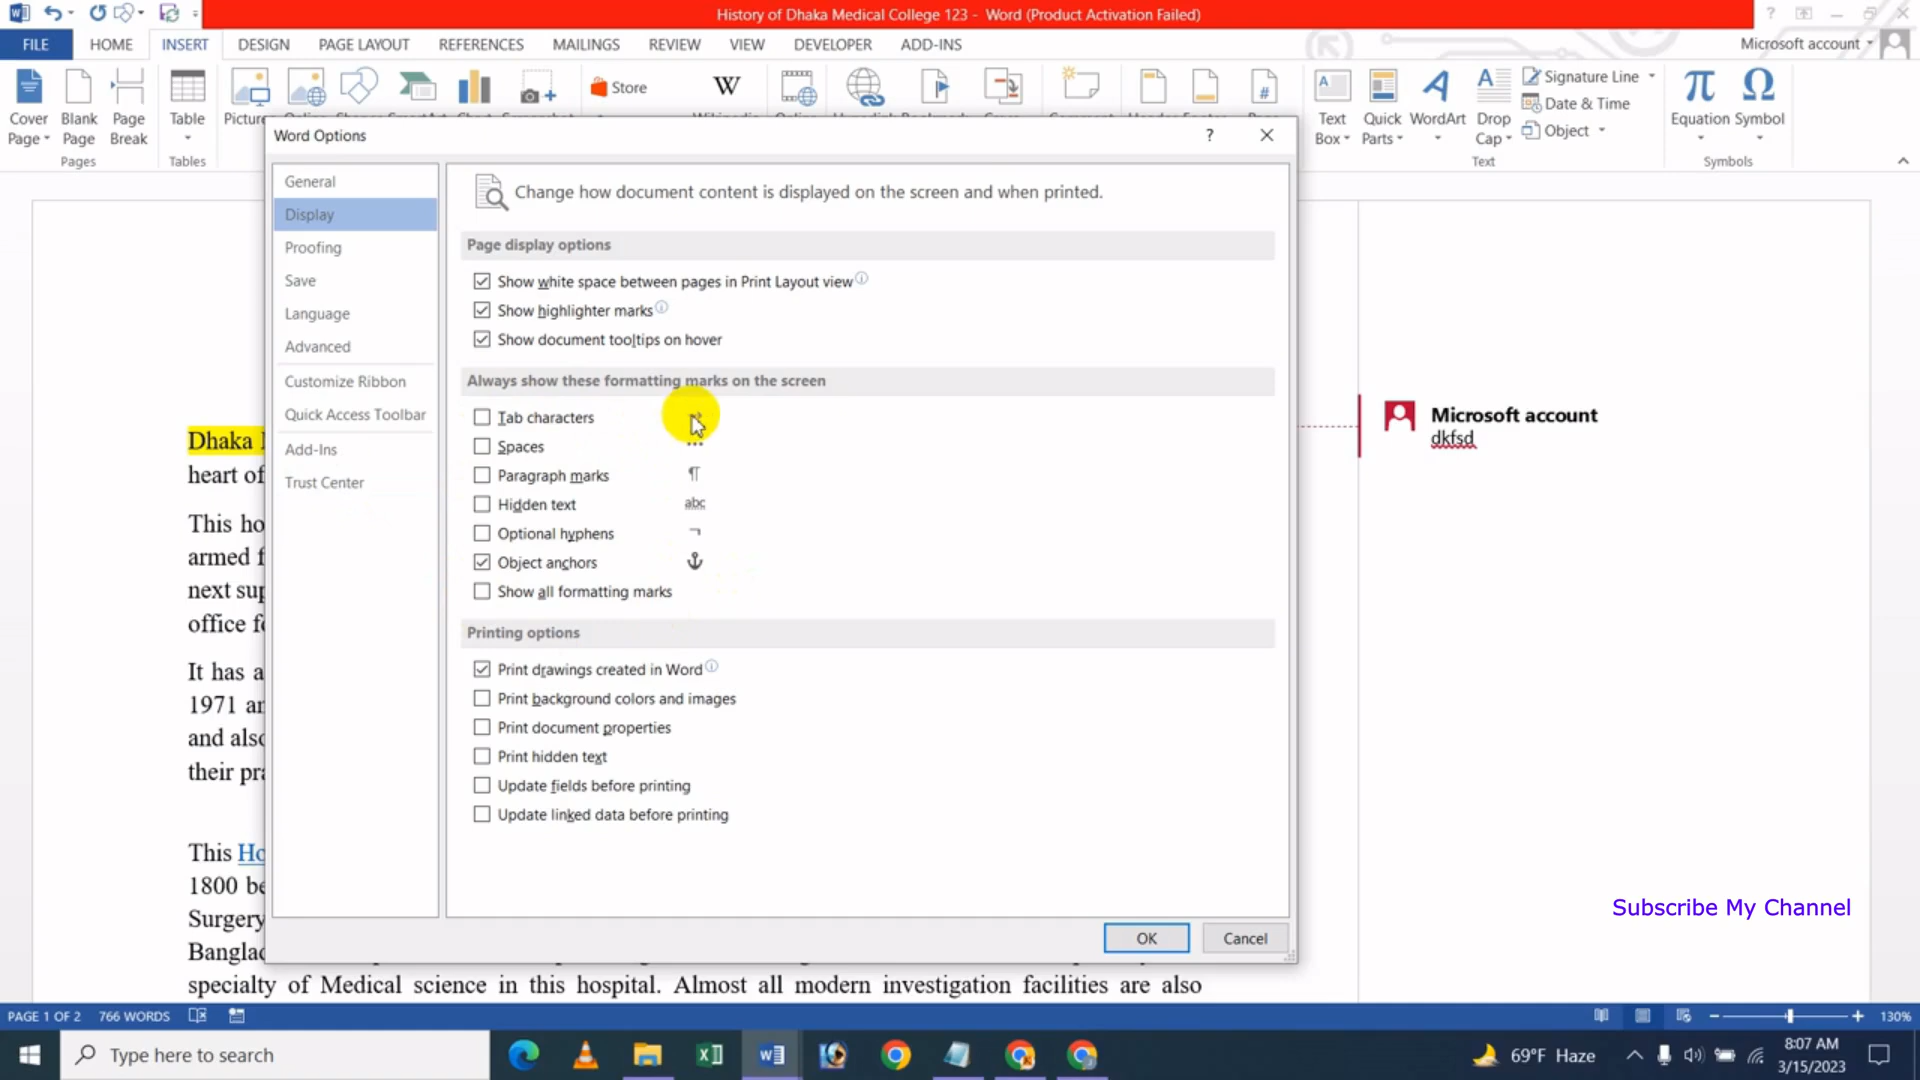 History of Dhaka Medical College 123 - Word (Product Activation Failed)
FILE HOME INSERT DESIGN PAGE LAYOUT REFERENCES MAILINGS REVIEW VIEW DEVELOPER ADD-INS
Microsoft account
Cover Page
Blank Page
Page Break
Pages
Table
Tables
Store
Text Box
Quick Parts
WordArt
Drop Cap
Signature Line
Date & Time
Object
Text
Equation
Symbol
Symbols
Word Options
General
Display
Proofing
Save
Language
Advanced
Customize Ribbon
Quick Access Toolbar
Add-Ins
Trust Center
Change how document content is displayed on the screen and when printed.
Page display options
Show white space between pages in Print Layout view
Show highlighter marks
Show document tooltips on hover
Always show these formatting marks on the screen
Tab characters
Spaces
Paragraph marks ¶
Hidden text abc
Optional hyphens ¬
Object anchors
Show all formatting marks
Printing options
Print drawings created in Word
Print background colors and images
Print document properties
Print hidden text
Update fields before printing
Update linked data before printing
OK Cancel
Dhaka
heart of
This ho
armed f
next sup
office fo
It has a
1971 an
and also
their pra
This Ho
1800 be
Surgery
Banglad
specialty of Medical science in this hospital. Almost all modern investigation facilities are also
Microsoft account
dkfsd
Subscribe My Channel
PAGE 1 OF 2 766 WORDS 130%
Type here to search
69°F Haze
8:07 AM
3/15/2023